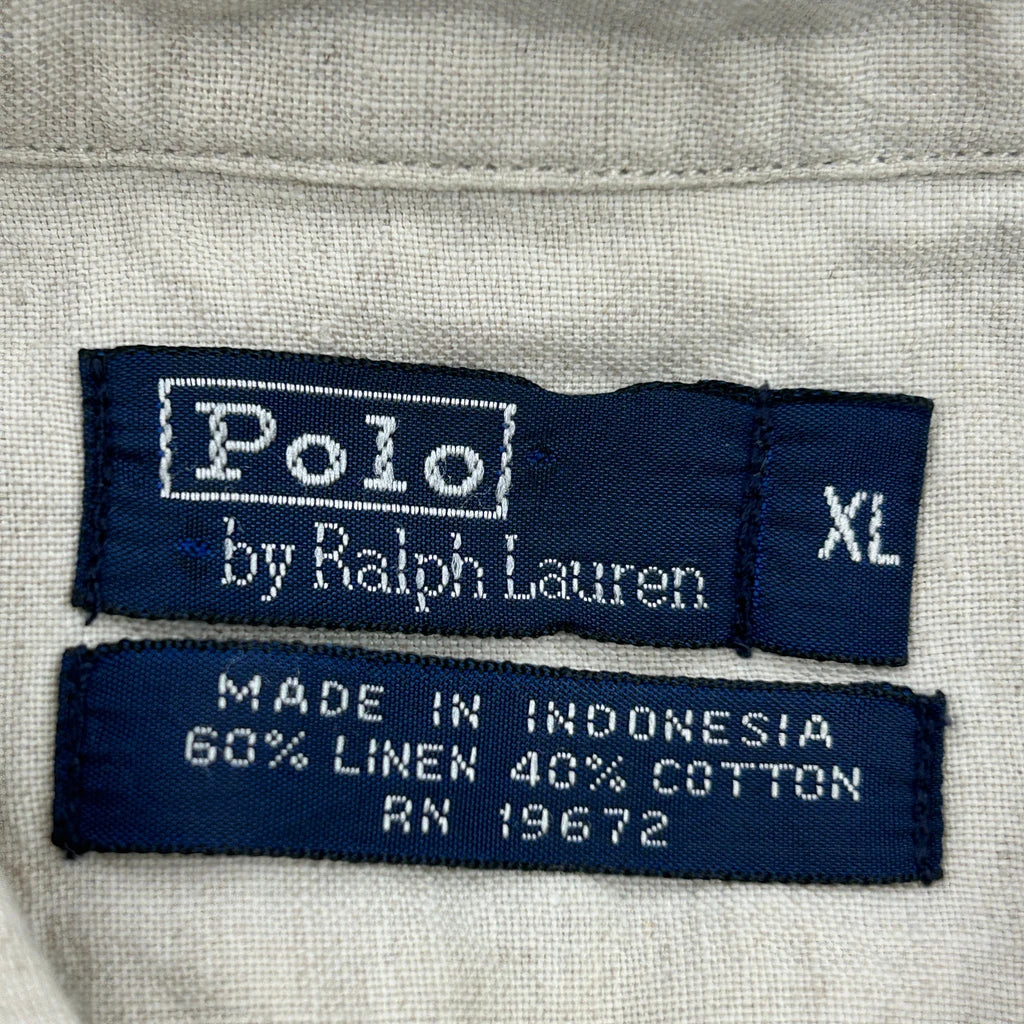 Polo
by Ralph Lauren
XL
MADE IN INDONESIA
60% LINEN 40% COTTON
RN 19672